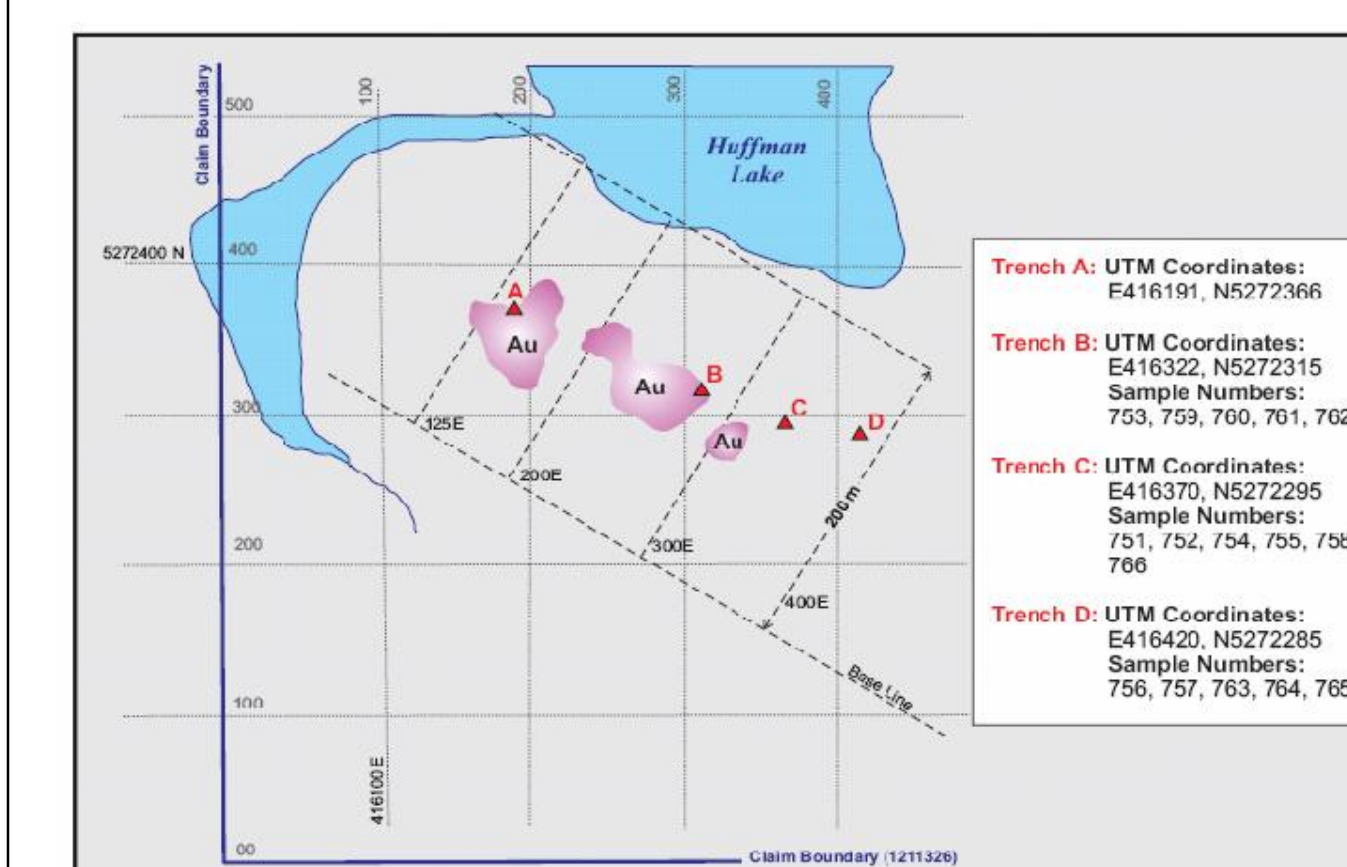 Claim Boundary
500
100
200
300
400
Huffman
Lake
5272400 N
400
A
Au
B
Au
C
D
Au
300
125E
200E
300E
200 m
400E
200
Base Line
100
416100E
00
Claim Boundary (1211326)
Trench A: UTM Coordinates:
E416191, N5272366
Trench B: UTM Coordinates:
E416322, N5272315
Sample Numbers:
753, 759, 760, 761, 762
Trench C: UTM Coordinates:
E416370, N5272295
Sample Numbers:
751, 752, 754, 755,
766
Trench D: UTM Coordinates:
E416420, N5272285
Sample Numbers:
756, 757, 763, 764, 765